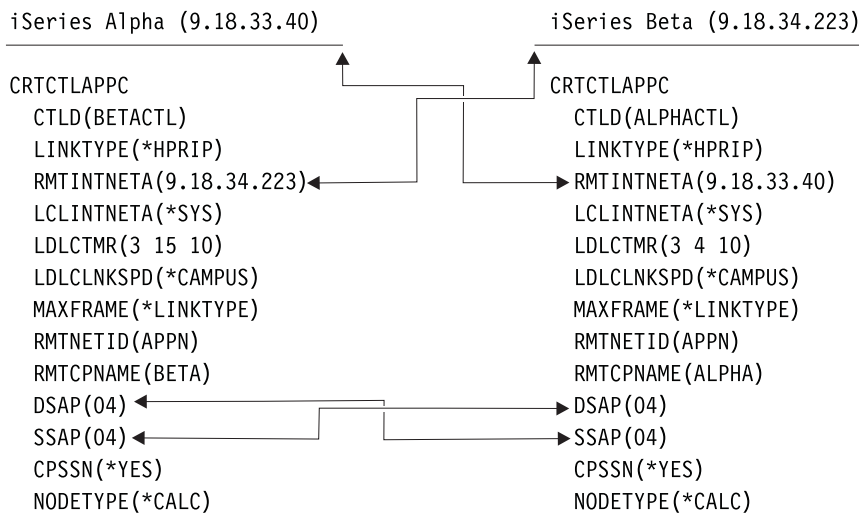 iSeries Alpha (9.18.33.40)
CRTCTLAPPC
CTLD(BETACTL)
LINKTYPE(*HPRIP)
RMTINTNETA(9.18.34.223)
LCLINTNETA(*SYS)
LDLCTMR(3 15 10)
LDLCLNKSPD(*CAMPUS)
MAXFRAME(*LINKTYPE)
RMTNETID(APPN)
RMTCPNAME(BETA)
DSAP(04)
SSAP(04)
CPSSN(*YES)
NODETYPE(*CALC)
iSeries Beta (9.18.34.223)
CRTCTLAPPC
CTLD(ALPHACTL)
LINKTYPE(*HPRIP)
RMTINTNETA(9.18.33.40)
LCLINTNETA(*SYS)
LDLCTMR(3 4 10)
LDLCLNKSPD(*CAMPUS)
MAXFRAME(*LINKTYPE)
RMTNETID(APPN)
RMTCPNAME(ALPHA)
DSAP(04)
SSAP(04)
CPSSN(*YES)
NODETYPE(*CALC)